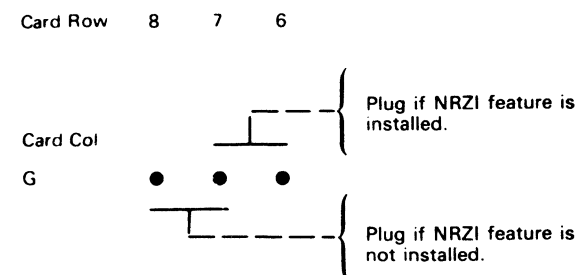 Card Row 8 7 6
Plug if NRZI feature is
installed.
Card Col
G
Plug if NRZI feature is
not installed.